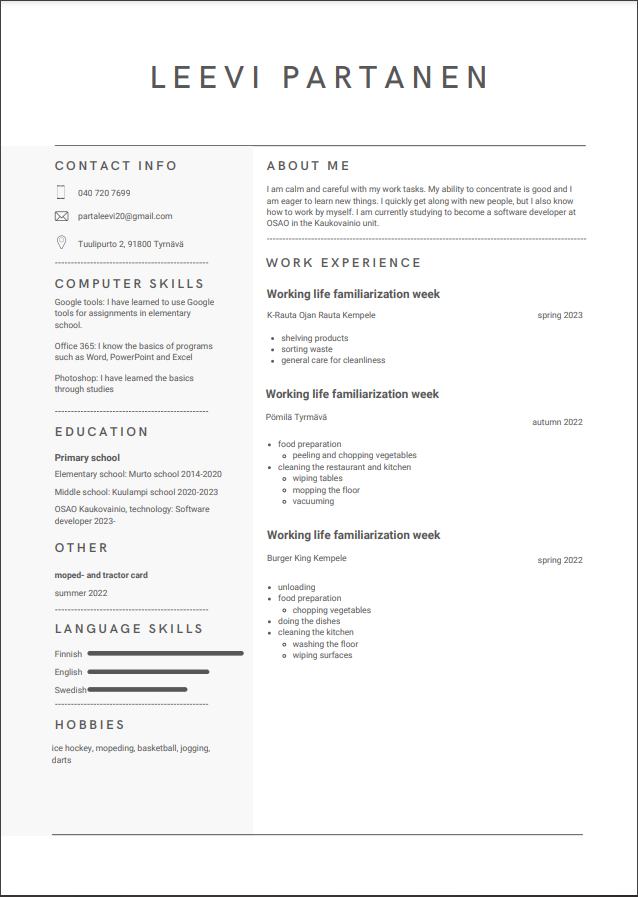 LEEVI PARTANEN
CONTACT INFO
040 720 7699
partaleevi20@gmail.com
Tuulipurto 2, 91800 Tyrnävä
COMPUTER SKILLS
Google tools: I have learned to use Google
tools for assignments in elementary
school.
Office 365: I know the basics of programs
such as Word, PowerPoint and Excel
Photoshop: I have learned the basics
through studies
EDUCATION
Primary school
Elementary school: Murto school 2014-2020
Middle school: Kuulampi school 2020-2023
OSAO Kaukovainio, technology: Software
developer 2023-
OTHER
moped- and tractor card
summer 2022
LANGUAGE SKILLS
Finnish
English
Swedish
HOBBIES
ice hockey, mopeding, basketball, jogging,
darts
ABOUT ME
I am calm and careful with my work tasks. My ability to concentrate is good and I
am eager to learn new things. I quickly get along with new people, but I also know
how to work by myself. I am currently studying to become a software developer at
OSAO in the Kaukovainio unit.
WORK EXPERIENCE
Working life familiarization week
K-Rauta Ojan Rauta Kempele spring 2023
• shelving products
• sorting waste
• general care for cleanliness
Working life familiarization week
Pömilä Tyrmävä autumn 2022
• food preparation
◦ peeling and chopping vegetables
• cleaning the restaurant and kitchen
◦ wiping tables
◦ mopping the floor
◦ vacuuming
Working life familiarization week
Burger King Kempele spring 2022
• unloading
• food preparation
◦ chopping vegetables
• doing the dishes
• cleaning the kitchen
◦ washing the floor
◦ wiping surfaces